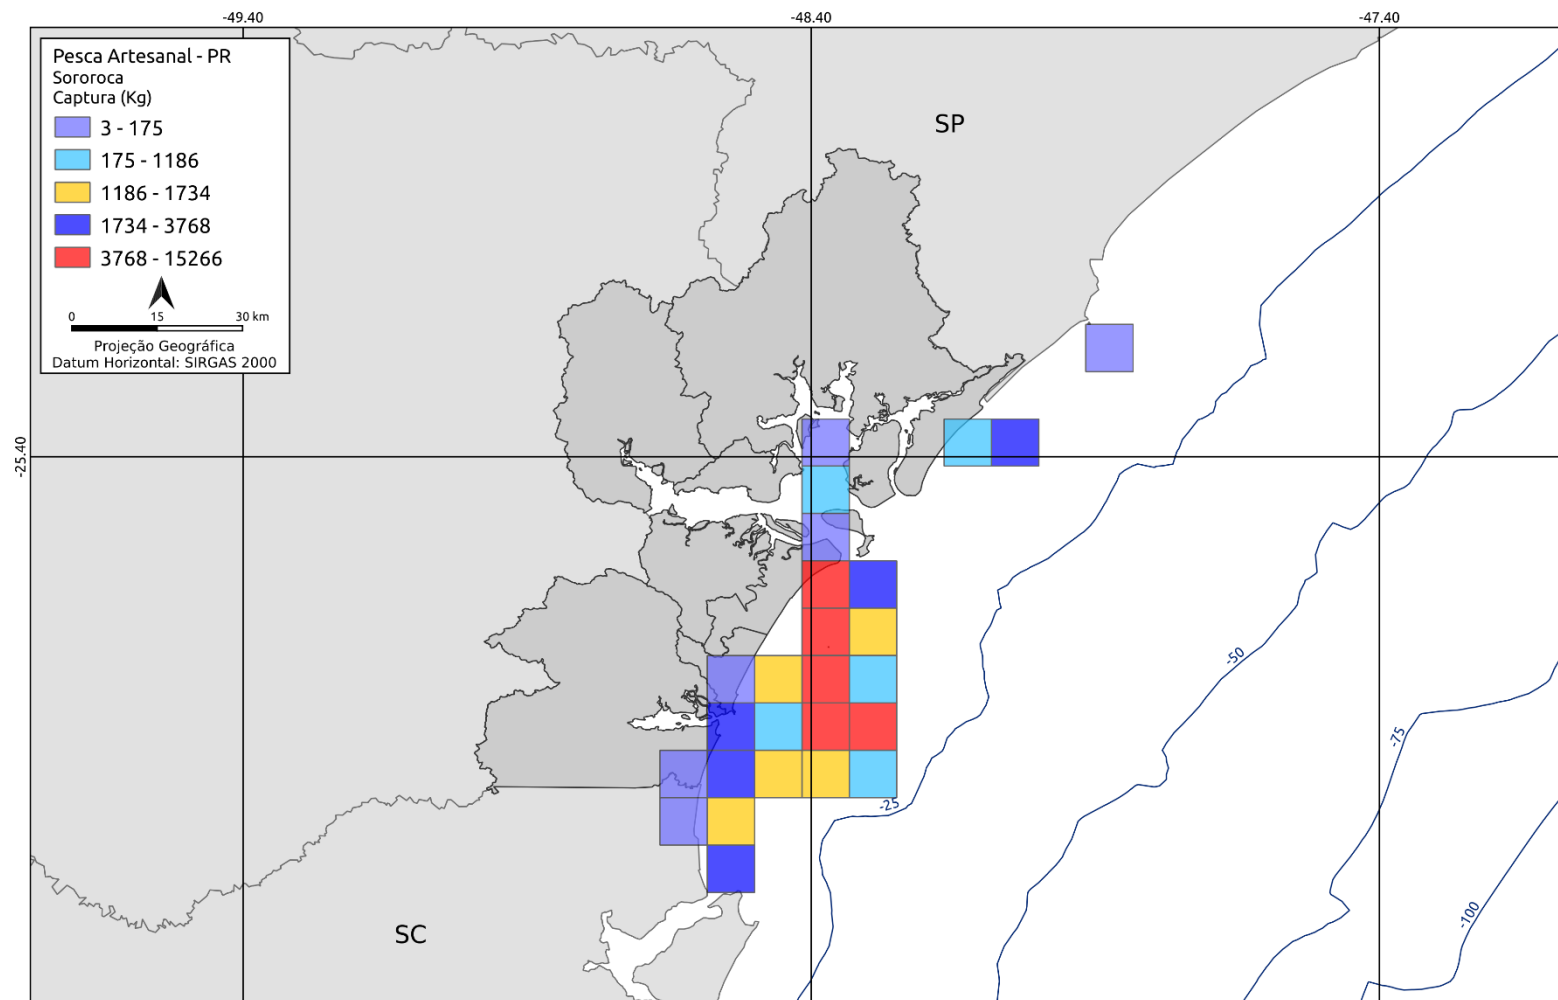 -49.40
-48.40
-47.40
Pesca Artesanal - PR
Sororoca
Captura (Kg)
3 - 175
175 - 1186
1186 - 1734
1734 - 3768
3768 - 15266
0 15 30 km
Projeção Geográfica
Datum Horizontal: SIRGAS 2000
SP
-25.40
-50
-75
-25
-100
SC